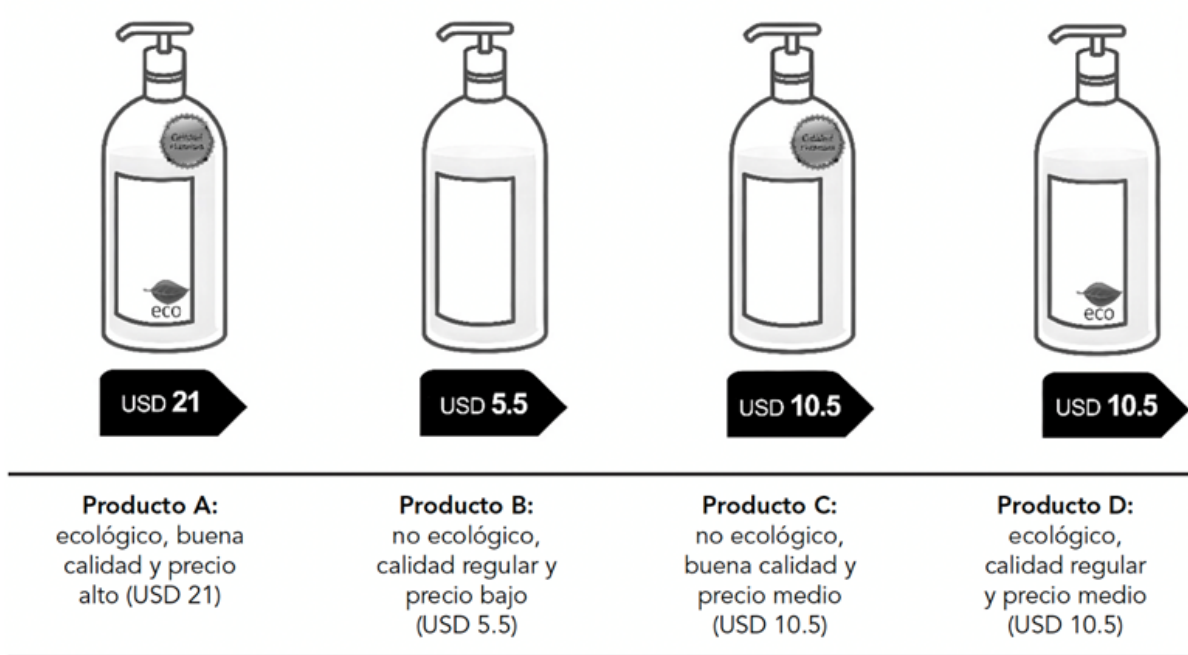 eco
eco
USD 21
USD 5.5
USD 10.5
USD 10.5
Producto A:
ecológico, buena
calidad y precio
alto (USD 21)
Producto B:
no ecológico,
calidad regular y
precio bajo
(USD 5.5)
Producto C:
no ecológico,
buena calidad y
precio medio
(USD 10.5)
Producto D:
ecológico,
calidad regular
y precio medio
(USD 10.5)